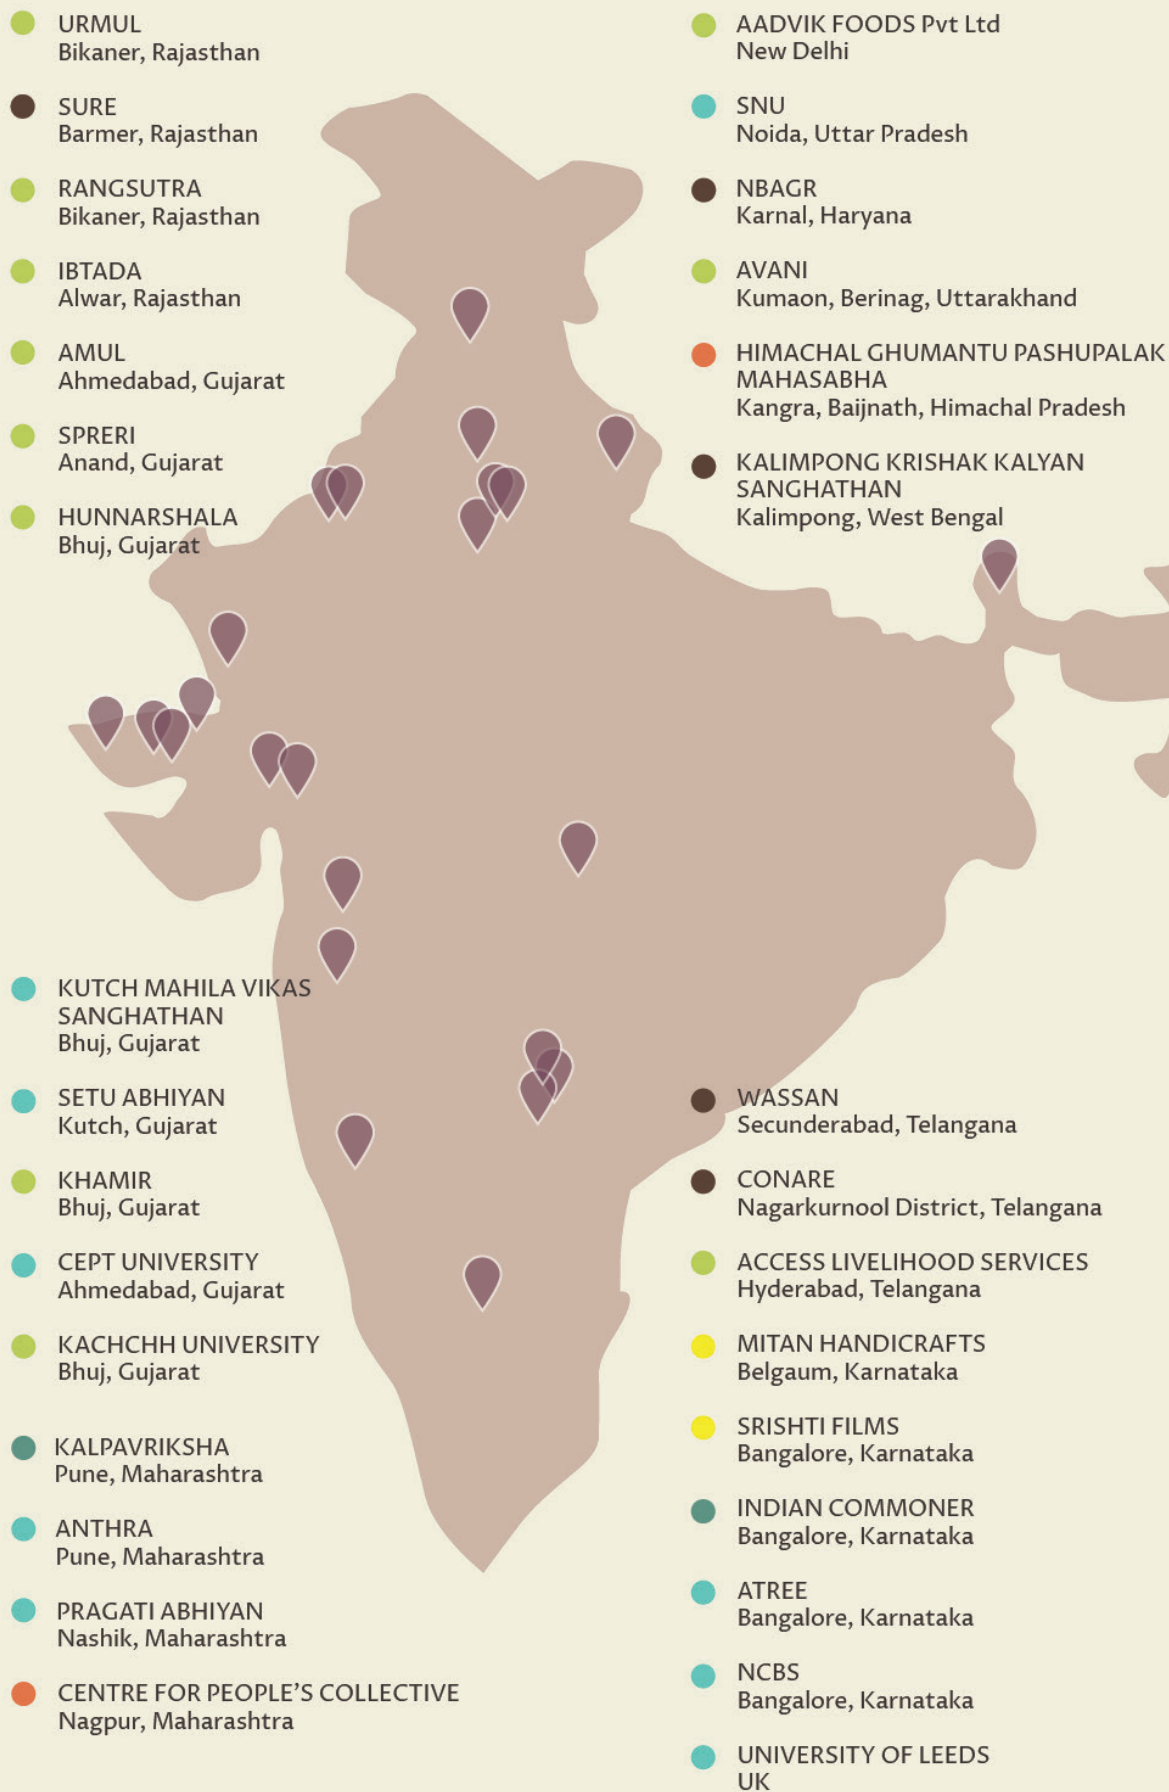 URMUL
Bikaner, Rajasthan
SURE
Barmer, Rajasthan
RANGSUTRA
Bikaner, Rajasthan
IBTADA
Alwar, Rajasthan
AMUL
Ahmedabad, Gujarat
SPRERI
Anand, Gujarat
HUNNARSHALA
Bhuj, Gujarat
KUTCH MAHILA VIKAS
SANGHATHAN
Bhuj, Gujarat
SETU ABHIYAN
Kutch, Gujarat
KHAMIR
Bhuj, Gujarat
CEPT UNIVERSITY
Ahmedabad, Gujarat
KACHCHH UNIVERSITY
Bhuj, Gujarat
KALPAVRIKSHA
Pune, Maharashtra
ANTHRA
Pune, Maharashtra
PRAGATI ABHIYAN
Nashik, Maharashtra
CENTRE FOR PEOPLE’S COLLECTIVE
Nagpur, Maharashtra
AADVIK FOODS Pvt Ltd
New Delhi
SNU
Noida, Uttar Pradesh
NBAGR
Karnal, Haryana
AVANI
Kumaon, Berinag, Uttarakhand
HIMACHAL GHUMANTU PASHUPALAK
MAHASABHA
Kangra, Baijnath, Himachal Pradesh
KALIMPONG KRISHAK KALYAN
SANGHATHAN
Kalimpong, West Bengal
WASSAN
Secunderabad, Telangana
CONARE
Nagarkurnool District, Telangana
ACCESS LIVELIHOOD SERVICES
Hyderabad, Telangana
MITAN HANDICRAFTS
Belgaum, Karnataka
SRISHTI FILMS
Bangalore, Karnataka
INDIAN COMMONER
Bangalore, Karnataka
ATREE
Bangalore, Karnataka
NCBS
Bangalore, Karnataka
UNIVERSITY OF LEEDS
UK